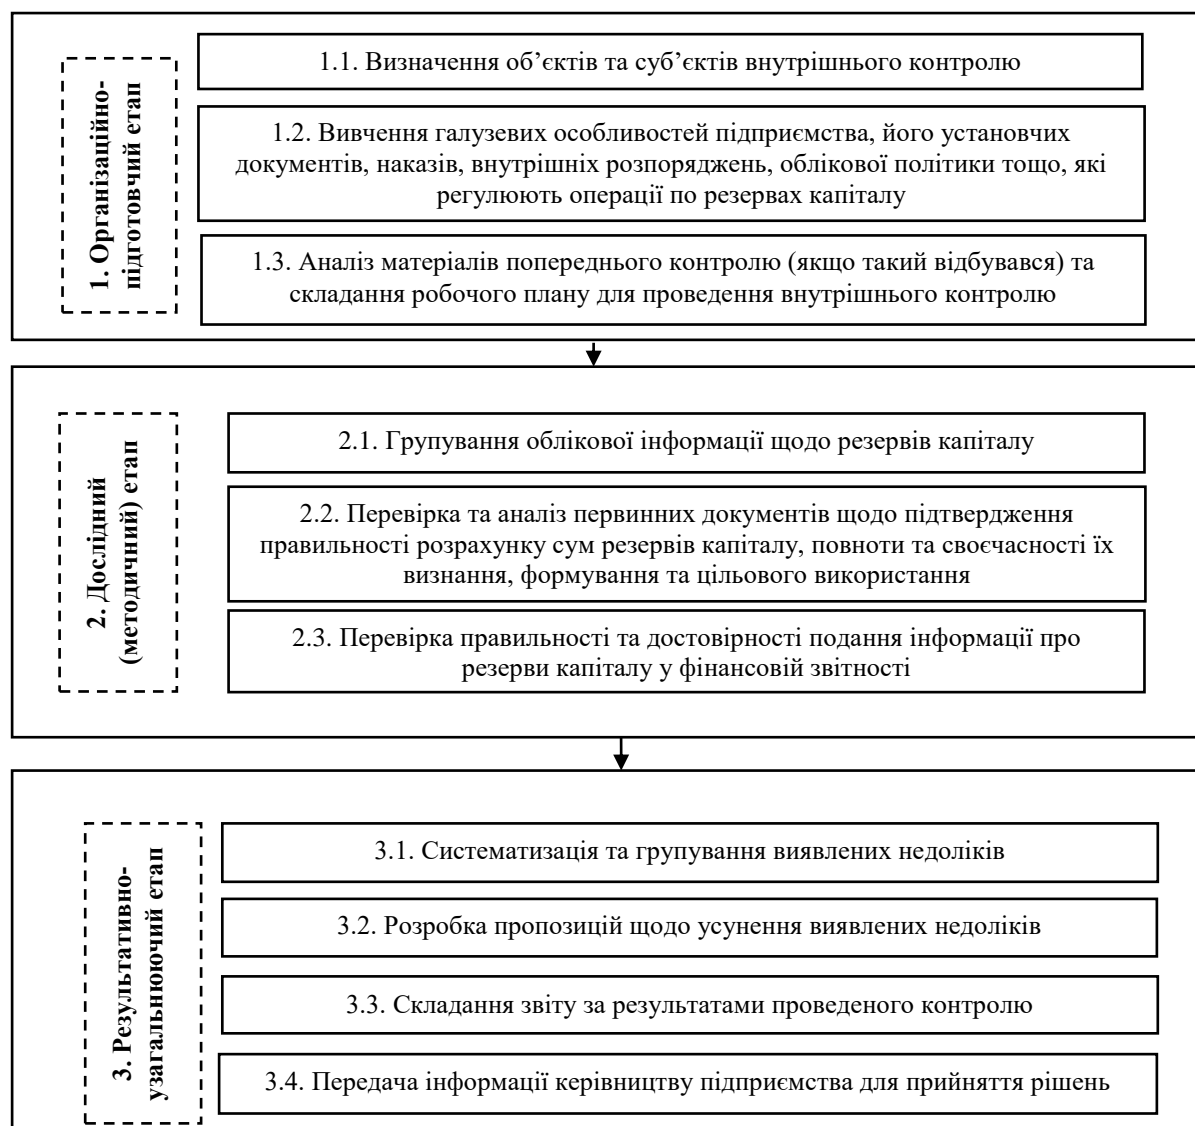 1. Організаційно-
підготовчий етап
1.1. Визначення об’єктів та суб’єктів внутрішнього контролю
1.2. Вивчення галузевих особливостей підприємства, його установчих
документів, наказів, внутрішніх розпоряджень, облікової політики тощо, які
регулюють операції по резервах капіталу
1.3. Аналіз матеріалів попереднього контролю (якщо такий відбувався) та
складання робочого плану для проведення внутрішнього контролю
2. Дослідний
(методичний) етап
2.1. Групування облікової інформації щодо резервів капіталу
2.2. Перевірка та аналіз первинних документів щодо підтвердження
правильності розрахунку сум резервів капіталу, повноти та своєчасності їх
визнання, формування та цільового використання
2.3. Перевірка правильності та достовірності подання інформації про
резерви капіталу у фінансовій звітності
3. Результативно-
узагальнюючий етап
3.1. Систематизація та групування виявлених недоліків
3.2. Розробка пропозицій щодо усунення виявлених недоліків
3.3. Складання звіту за результатами проведеного контролю
3.4. Передача інформації керівництву підприємства для прийняття рішень